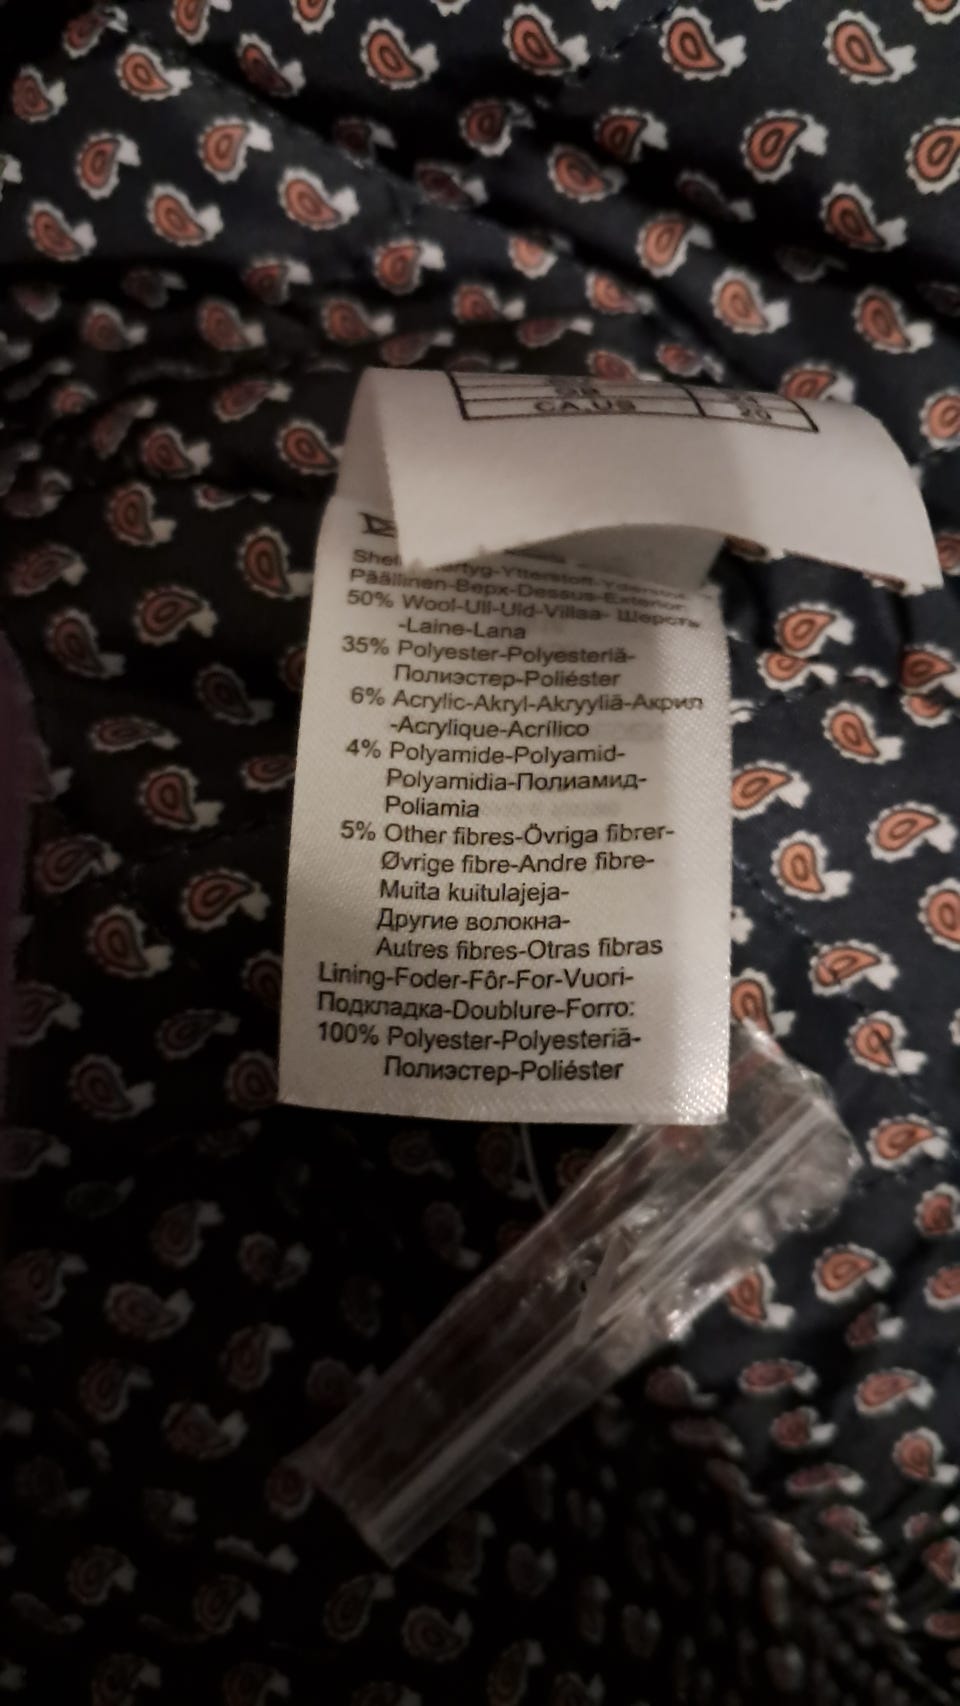 CA.US 20
Shell
Päällinen-Верх-Dessus-Exterior:
50% Wool-Ull-Uld-Villaa- Шерсть
-Laine-Lana
35% Polyester-Polyesteriä-
Полиэстер-Poliéster
6% Acrylic-Akryl-Akryyliä-Акрил
-Acrylique-Acrílico
4% Polyamide-Polyamid-
Polyamidia-Полиамид-
Poliamia
5% Other fibres-Övriga fibrer-
Øvrige fibre-Andre fibre-
Muita kuitulajeja-
Другие волокна-
Autres fibres-Otras fibras
Lining-Foder-Fôr-For-Vuori-
Подкладка-Doublure-Forro:
100% Polyester-Polyesteriä-
Полиэстер-Poliéster